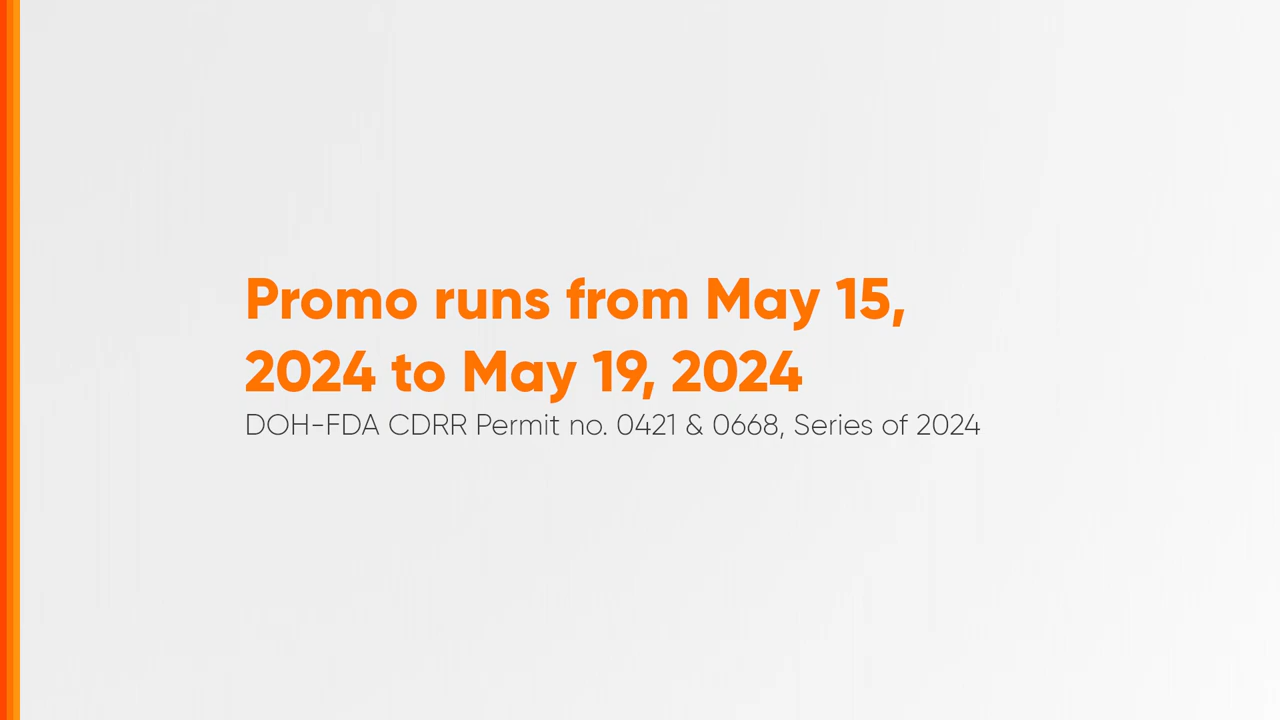 Promo runs from May 15,
2024 to May 19, 2024
DOH-FDA CDRR Permit no. 0421 & 0668, Series of 2024